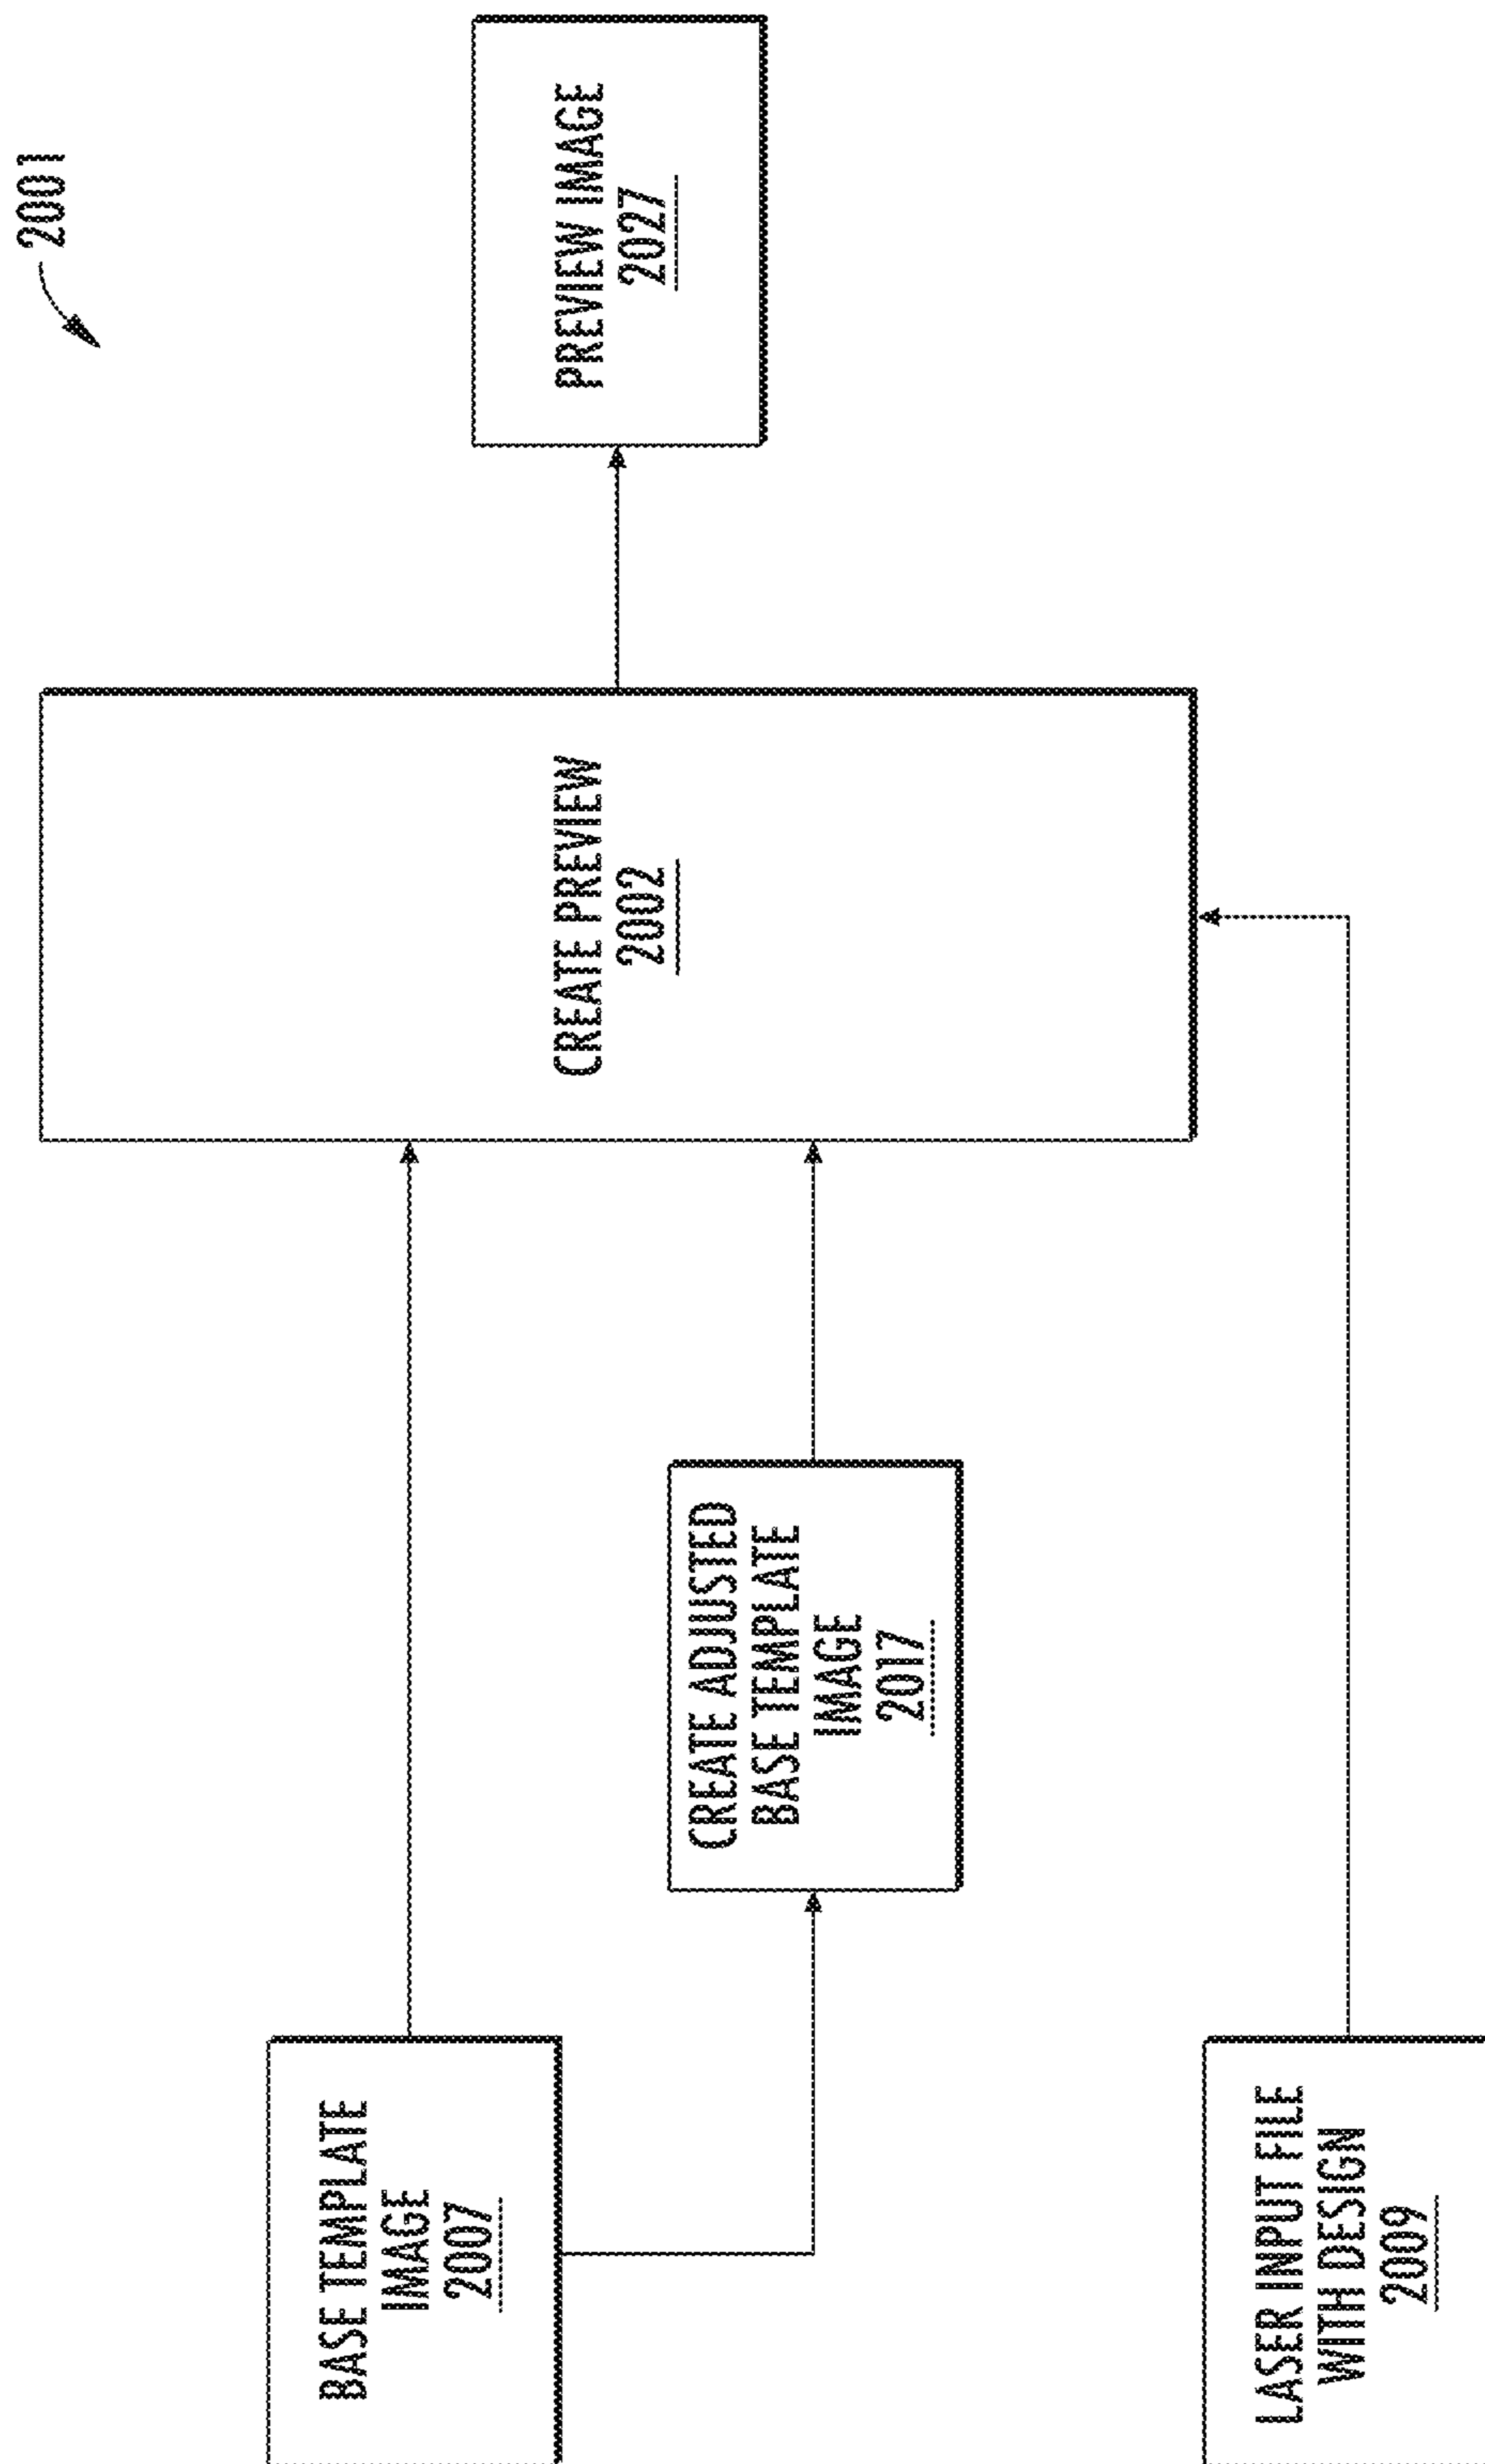 2001
BASE TEMPLATE
IMAGE
2007
CREATE ADJUSTED
BASE TEMPLATE
IMAGE
2017
LASER INPUT FILE
WITH DESIGN
2009
CREATE PREVIEW
2002
PREVIEW IMAGE
2027